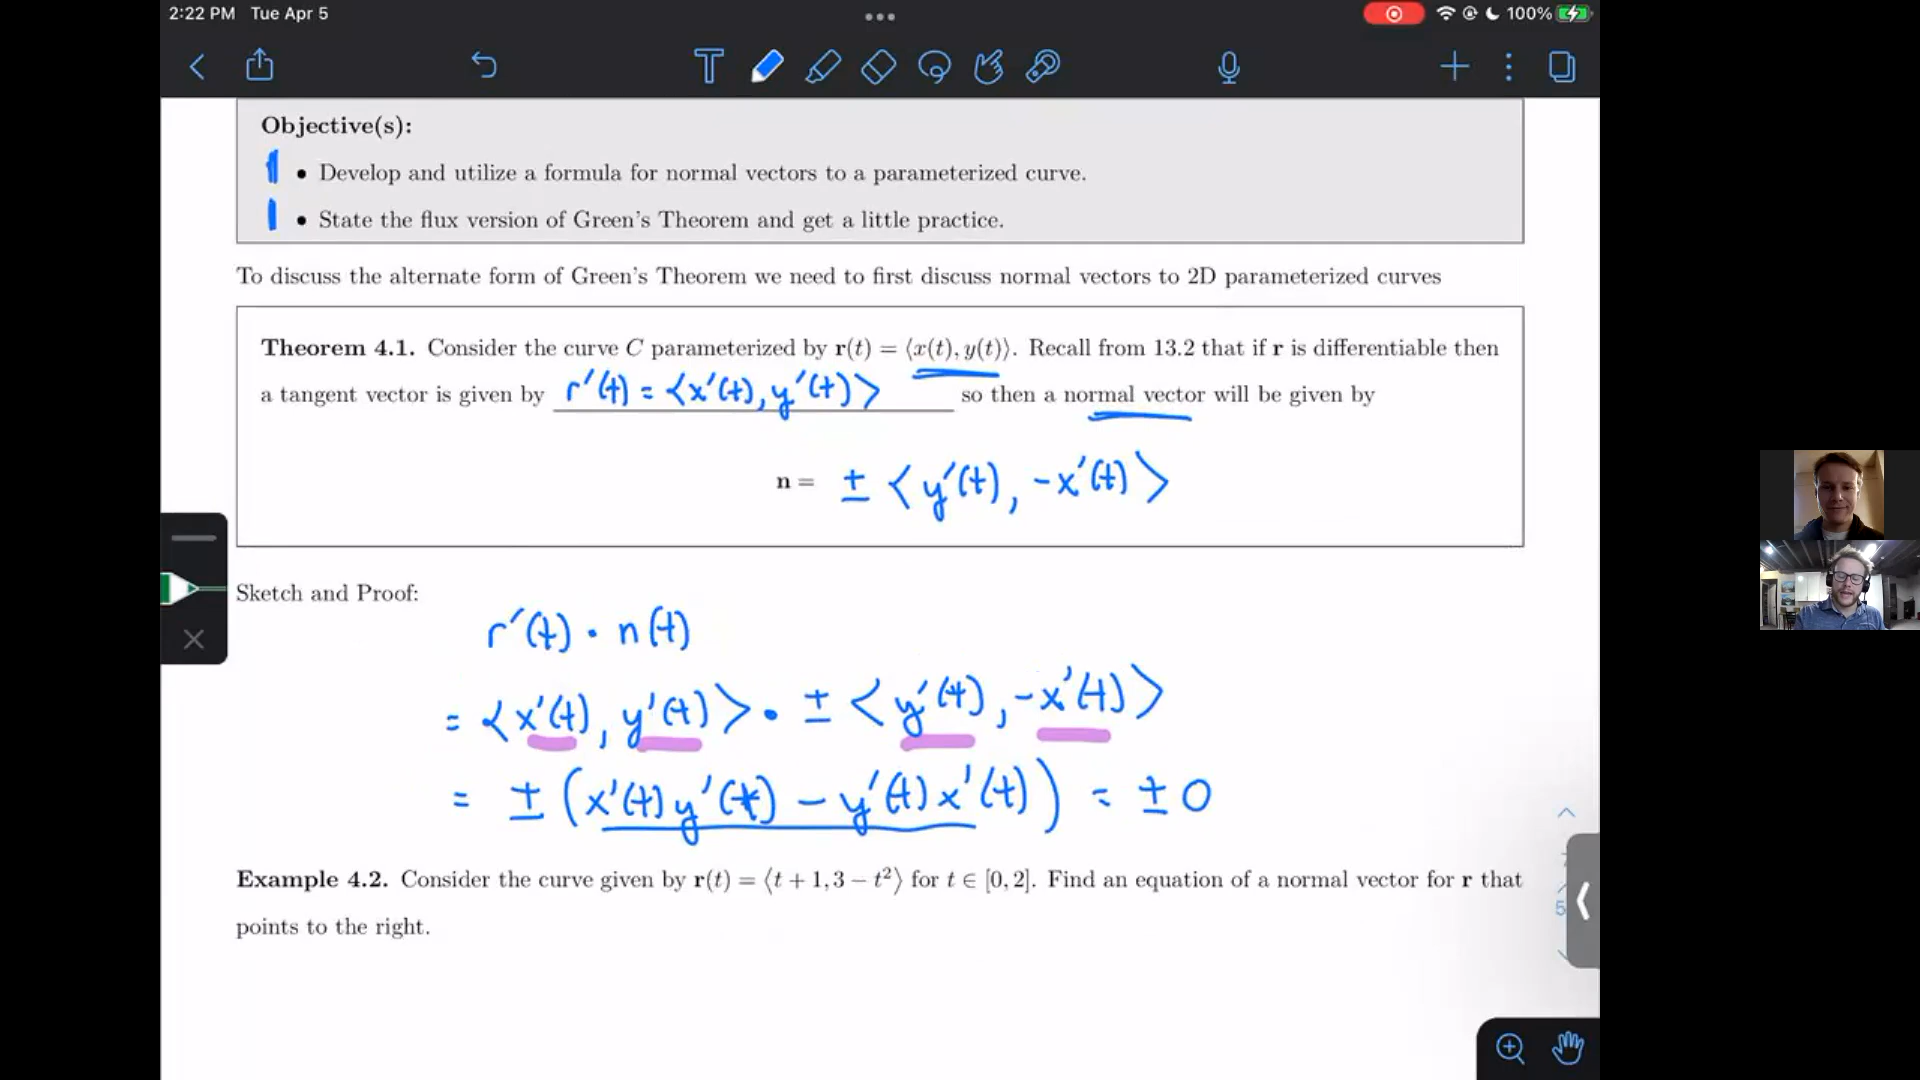 2:22 PM Tue Apr 5
100%
Objective(s):
• Develop and utilize a formula for normal vectors to a parameterized curve.
• State the flux version of Green's Theorem and get a little practice.
To discuss the alternate form of Green's Theorem we need to first discuss normal vectors to 2D parameterized curves
Theorem 4.1. Consider the curve C parameterized by r(t) = ⟨x(t), y(t)⟩. Recall from 13.2 that if r is differentiable then
a tangent vector is given by r'(t) = <x'(t), y'(t)> so then a normal vector will be given by
n = ± <y'(t), -x'(t)>
Sketch and Proof:
r'(t) • n(t)
= <x'(t), y'(t)> • ± <y'(t), -x'(t)>
= ± (x'(t) y'(t) - y'(t) x'(t)) = ± 0
Example 4.2. Consider the curve given by r(t) = ⟨t + 1, 3 − t²⟩ for t ∈ [0, 2]. Find an equation of a normal vector for r that
points to the right.